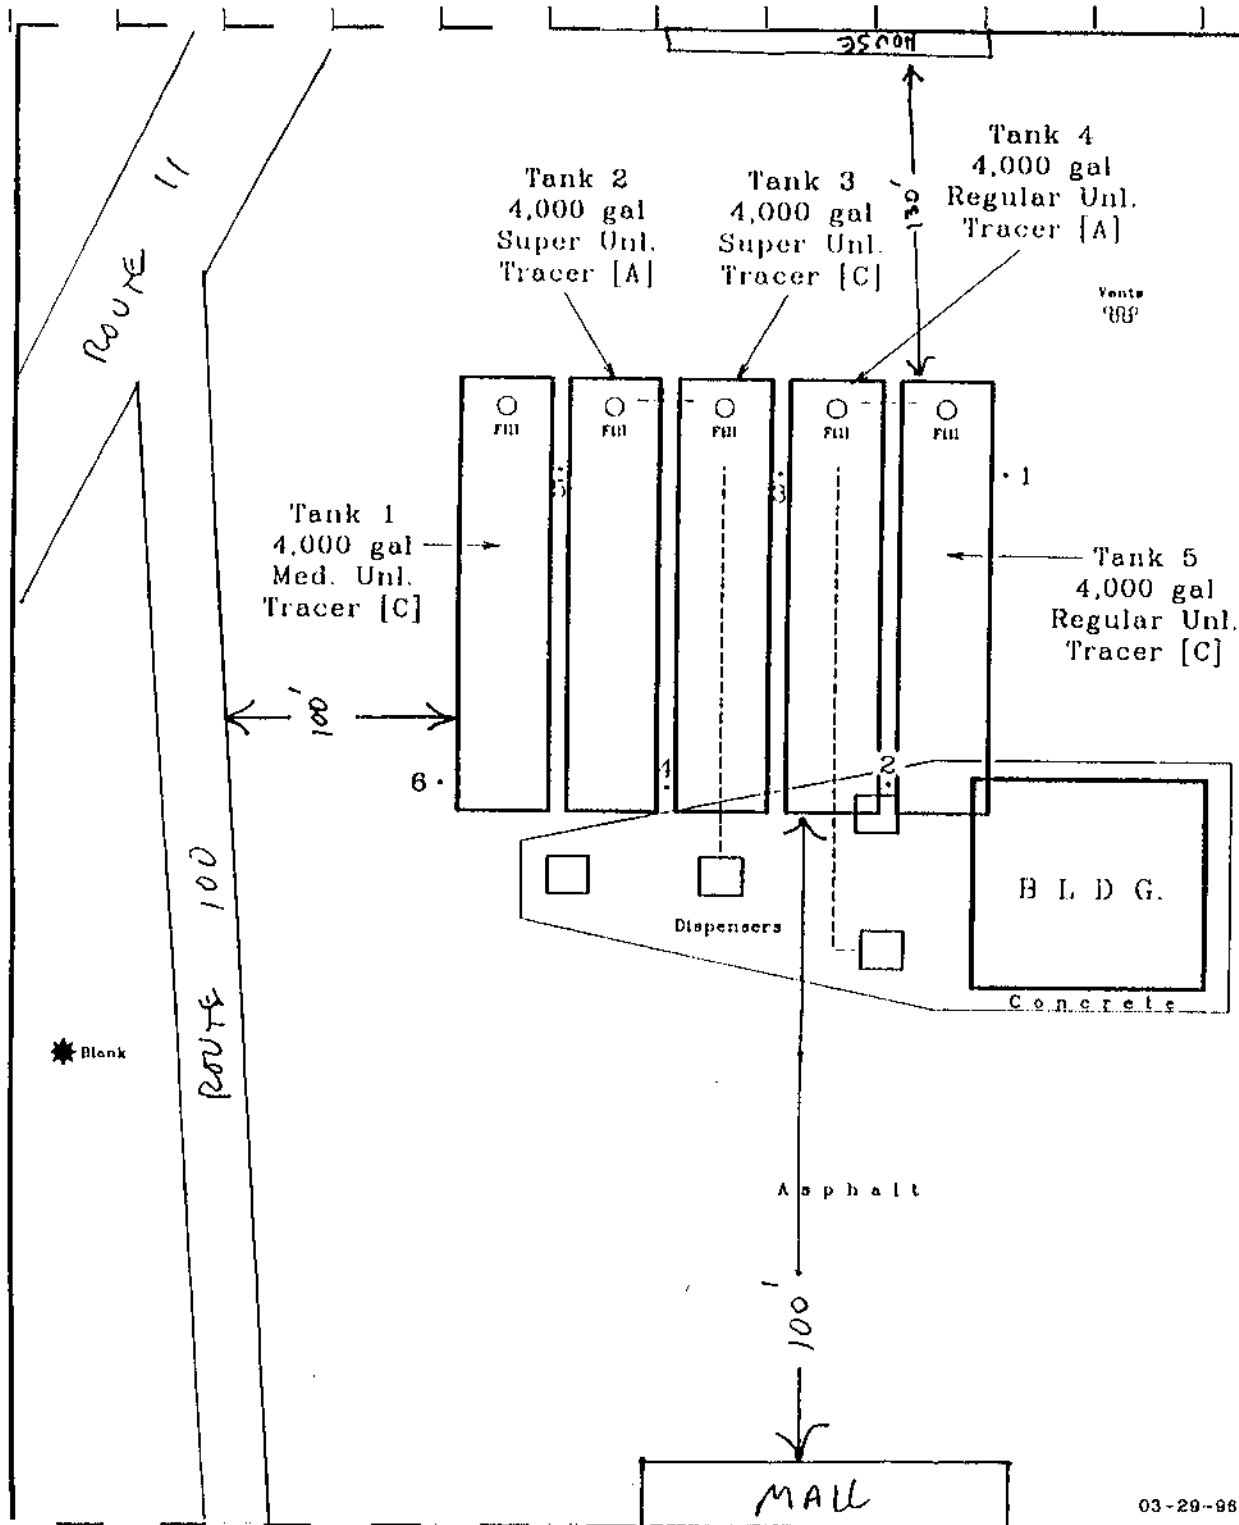 HOUSE
Tank 4
4,000 gal
Regular Unl.
Tracer [A]
Tank 2
4,000 gal
Super Unl.
Tracer [A]
Tank 3
4,000 gal
Super Unl.
Tracer [C]
130'
ROUTE 11
Vents
Fill
Fill
Fill
Fill
Fill
5
3
1
Tank 1
4,000 gal
Med. Unl.
Tracer [C]
Tank 5
4,000 gal
Regular Unl.
Tracer [C]
100'
6
4
2
BLDG.
Dispensers
Concrete
ROUTE 100
Blank
Asphalt
100'
MALL
03-29-96